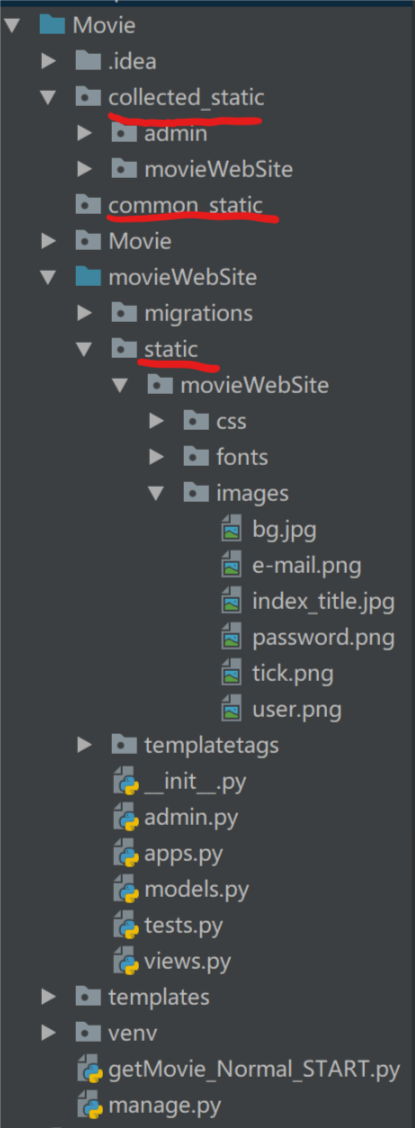 Movie
.idea
collected_static
admin
movieWebSite
common_static
Movie
movieWebSite
migrations
static
movieWebSite
css
fonts
images
bg.jpg
e-mail.png
index_title.jpg
password.png
tick.png
user.png
templatetags
__init__.py
admin.py
apps.py
models.py
tests.py
views.py
templates
venv
getMovie_Normal_START.py
manage.py